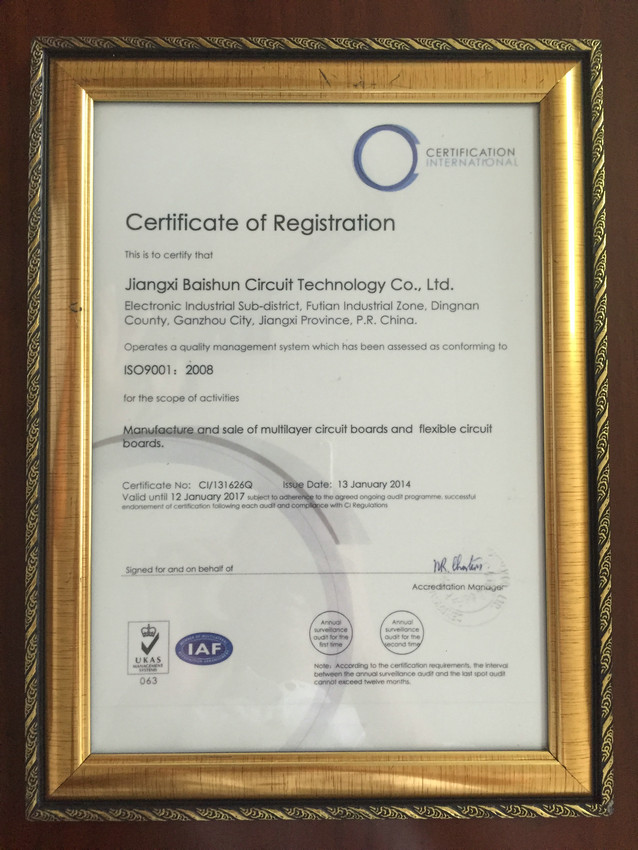 CERTIFICATION
INTERNATIONAL
Certificate of Registration
This is to certify that
Jiangxi Baishun Circuit Technology Co., Ltd.
Electronic Industrial Sub-district, Futian Industrial Zone, Dingnan
County, Ganzhou City, Jiangxi Province, P.R. China.
Operates a quality management system which has been assessed as conforming to
ISO9001: 2008
for the scope of activities
Manufacture and sale of multilayer circuit boards and flexible circuit
boards.
Certificate No: CI/131626Q Issue Date: 13 January 2014
Valid until 12 January 2017 subject to adherence to the agreed ongoing audit programme, successful
endorsement of certification following each audit and compliance with CI Regulations
Signed for and on behalf of
Accreditation Manager
UKAS
MANAGEMENT
SYSTEMS
063
IAF
Annual
surveillance
audit for the
first time
Annual
surveillance
audit for the
second time
Note: According to the certification requirements, the interval
between the annual surveillance audit and the last spot audit
cannot exceed twelve months.